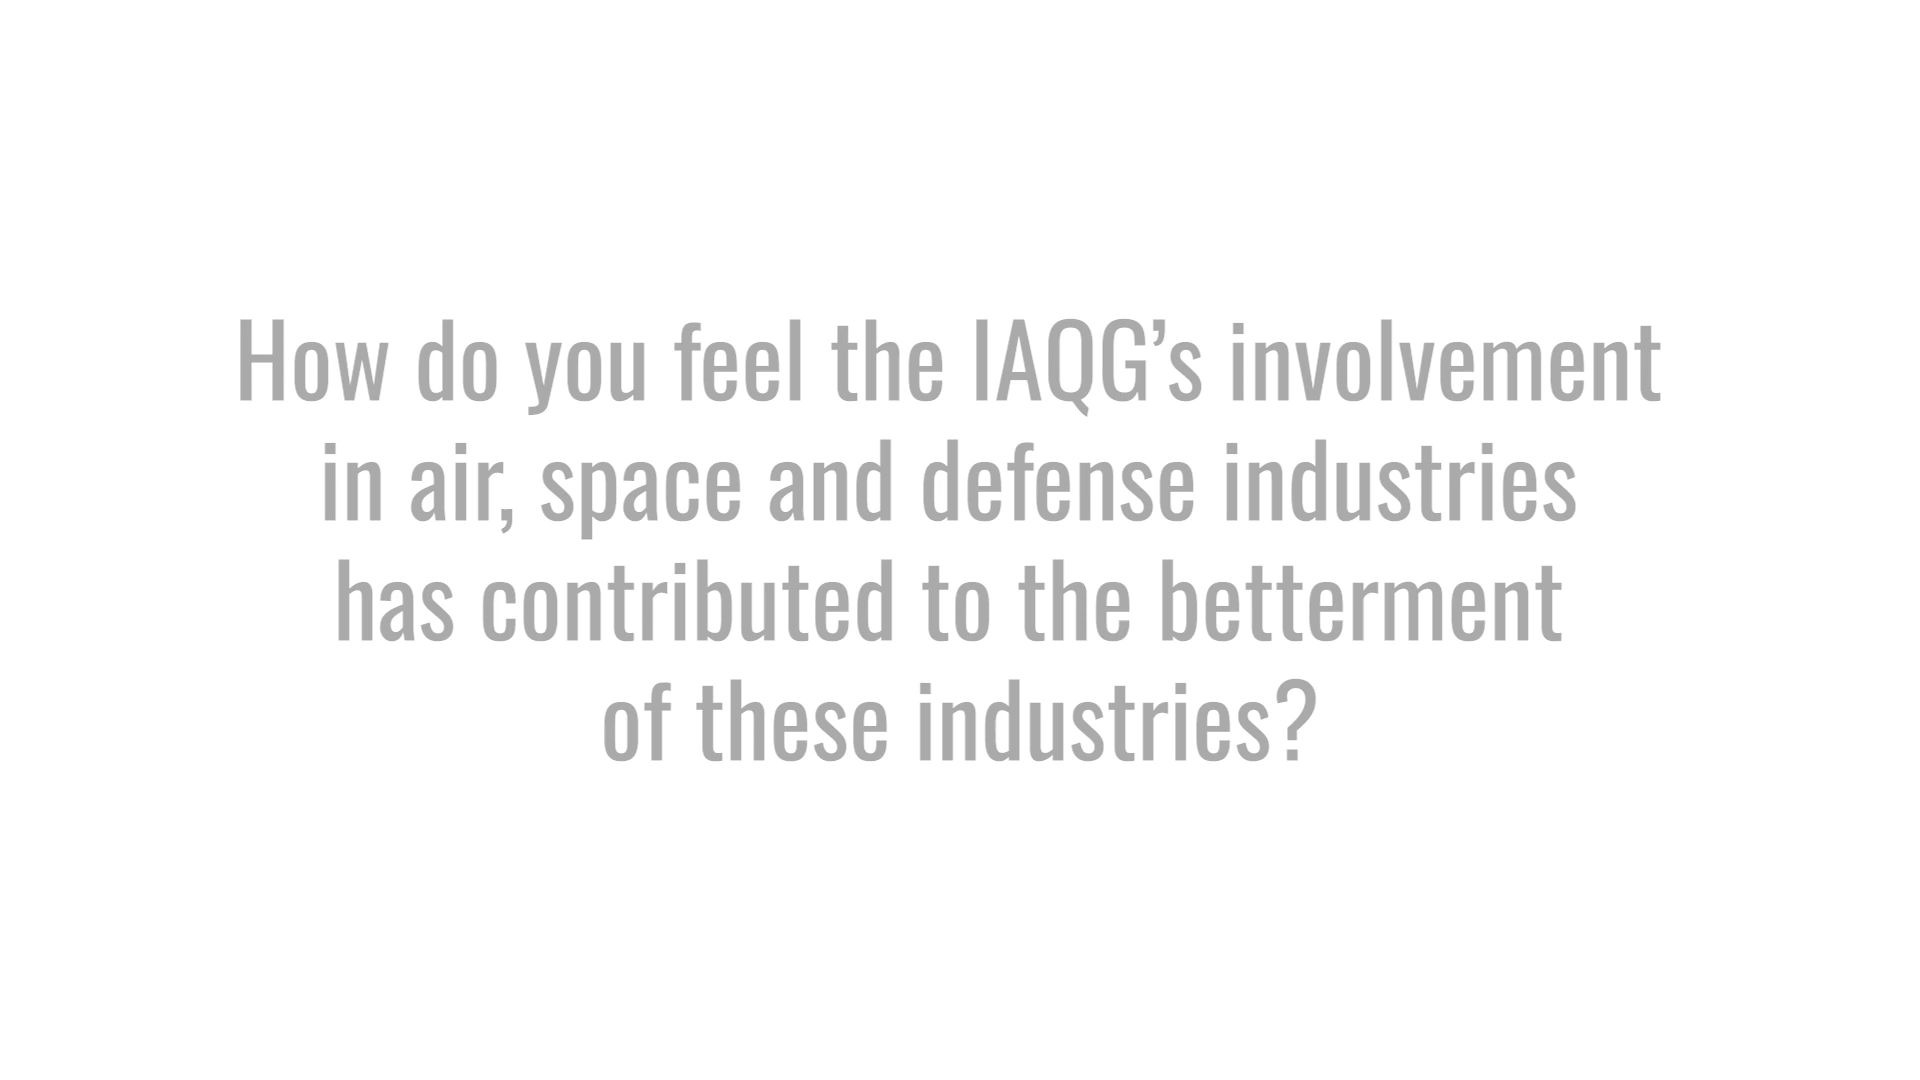 How do you feel the IAQG’s involvement
in air, space and defense industries
has contributed to the betterment
of these industries?